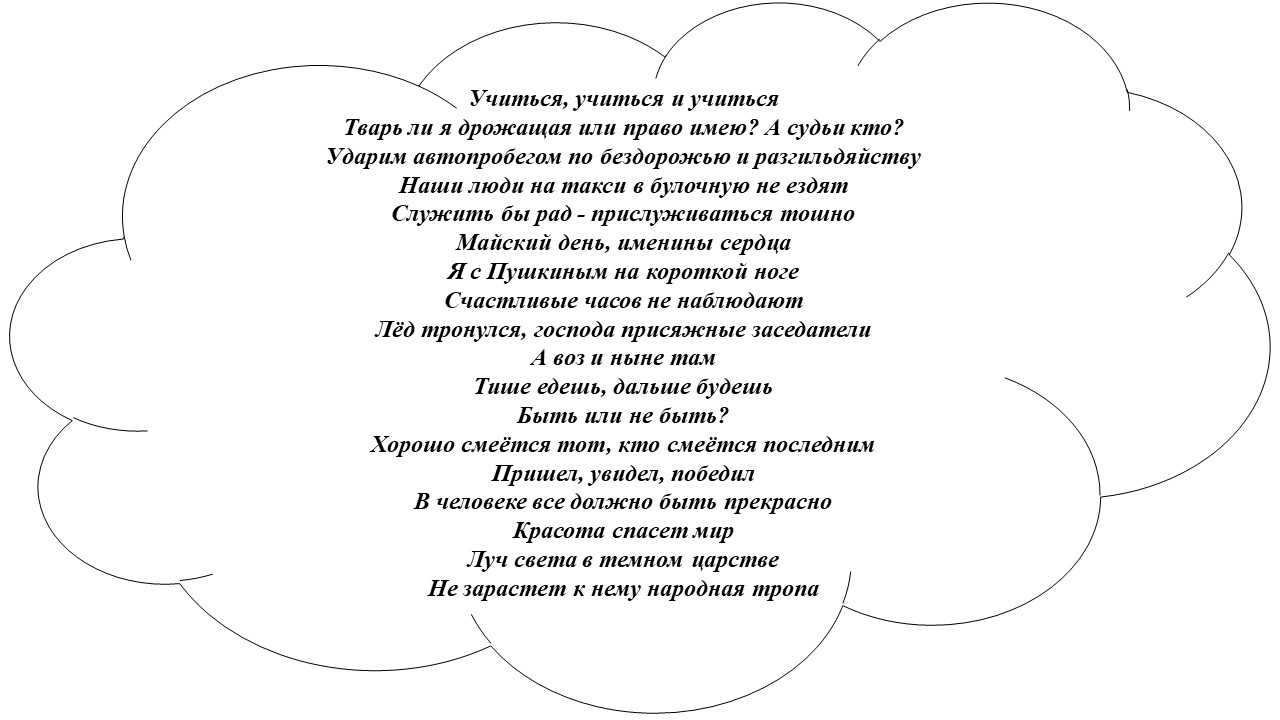 Учиться, учиться и учиться
Тварь ли я дрожащая или право имею? А судьи кто?
Ударим автопробегом по бездорожью и разгильдяйству
Наши люди на такси в булочную не ездят
Служить бы рад - прислуживаться тошно
Майский день, именины сердца
Я с Пушкиным на короткой ноге
Счастливые часов не наблюдают
Лёд тронулся, господа присяжные заседатели
А воз и ныне там
Тише едешь, дальше будешь
Быть или не быть?
Хорошо смеётся тот, кто смеётся последним
Пришел, увидел, победил
В человеке все должно быть прекрасно
Красота спасет мир
Луч света в темном царстве
Не зарастет к нему народная тропа